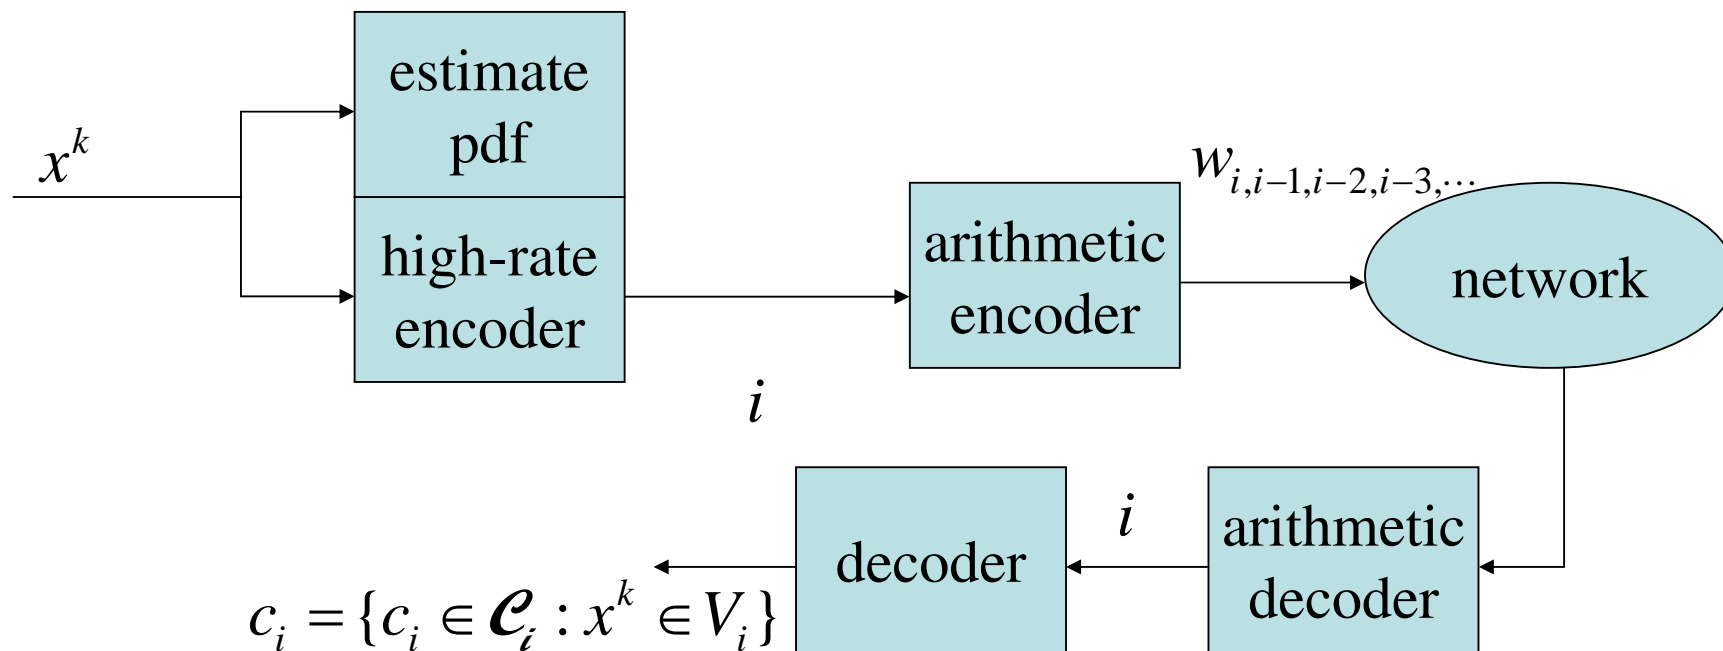 estimate
pdf
x^k
high-rate
encoder
arithmetic
encoder
w_{i,i−1,i−2,i−3,⋯}
network
i
decoder
i
arithmetic
decoder
c_i = {c_i ∈ 𝓒_i : x^k ∈ V_i}